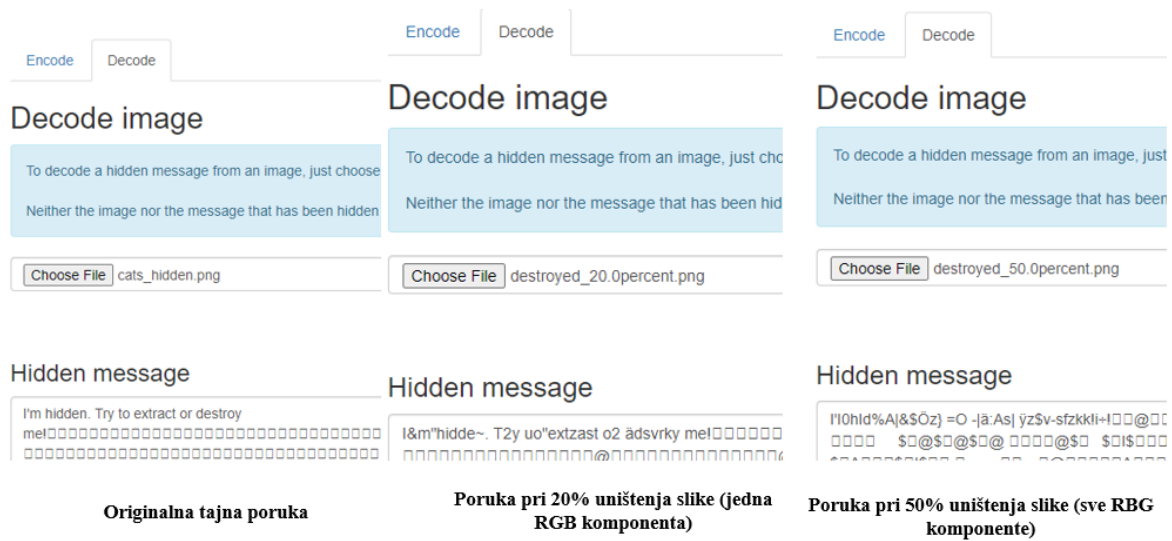 Encode Decode
Decode image
To decode a hidden message from an image, just choose
Neither the image nor the message that has been hidden
Choose File cats_hidden.png
Hidden message
I'm hidden. Try to extract or destroy
me!
Originalna tajna poruka
Encode Decode
Decode image
To decode a hidden message from an image, just cho
Neither the image nor the message that has been hid
Choose File destroyed_20.0percent.png
Hidden message
I&m"hidde~. T2y uo"extzast o2 ädsvrky me!
Poruka pri 20% uništenja slike (jedna
RGB komponenta)
Encode Decode
Decode image
To decode a hidden message from an image, just
Neither the image nor the message that has been
Choose File destroyed_50.0percent.png
Hidden message
Poruka pri 50% uništenja slike (sve RBG
komponente)